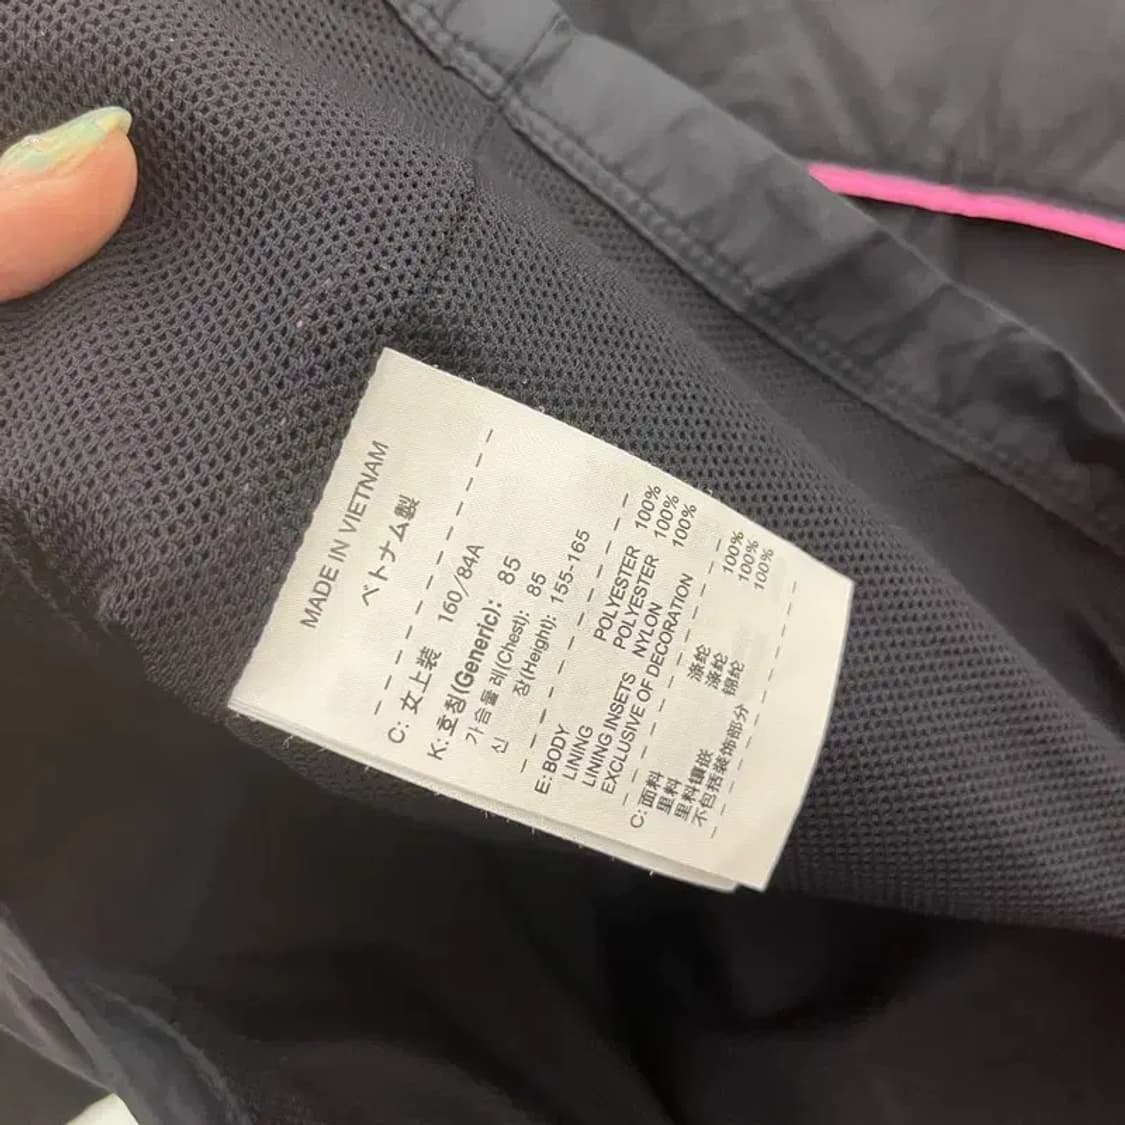 MADE IN VIETNAM
ベトナム製
C: 女上装 160/84A
K: 호칭(Generic): 85
가슴둘레(Chest): 85
신 장(Height): 155-165
E: BODY POLYESTER 100%
LINING POLYESTER 100%
LINING INSETS NYLON 100%
EXCLUSIVE OF DECORATION
C: 面料 涤纶 100%
里料 涤纶 100%
里料镶嵌 锦纶 100%
不包括装饰部分